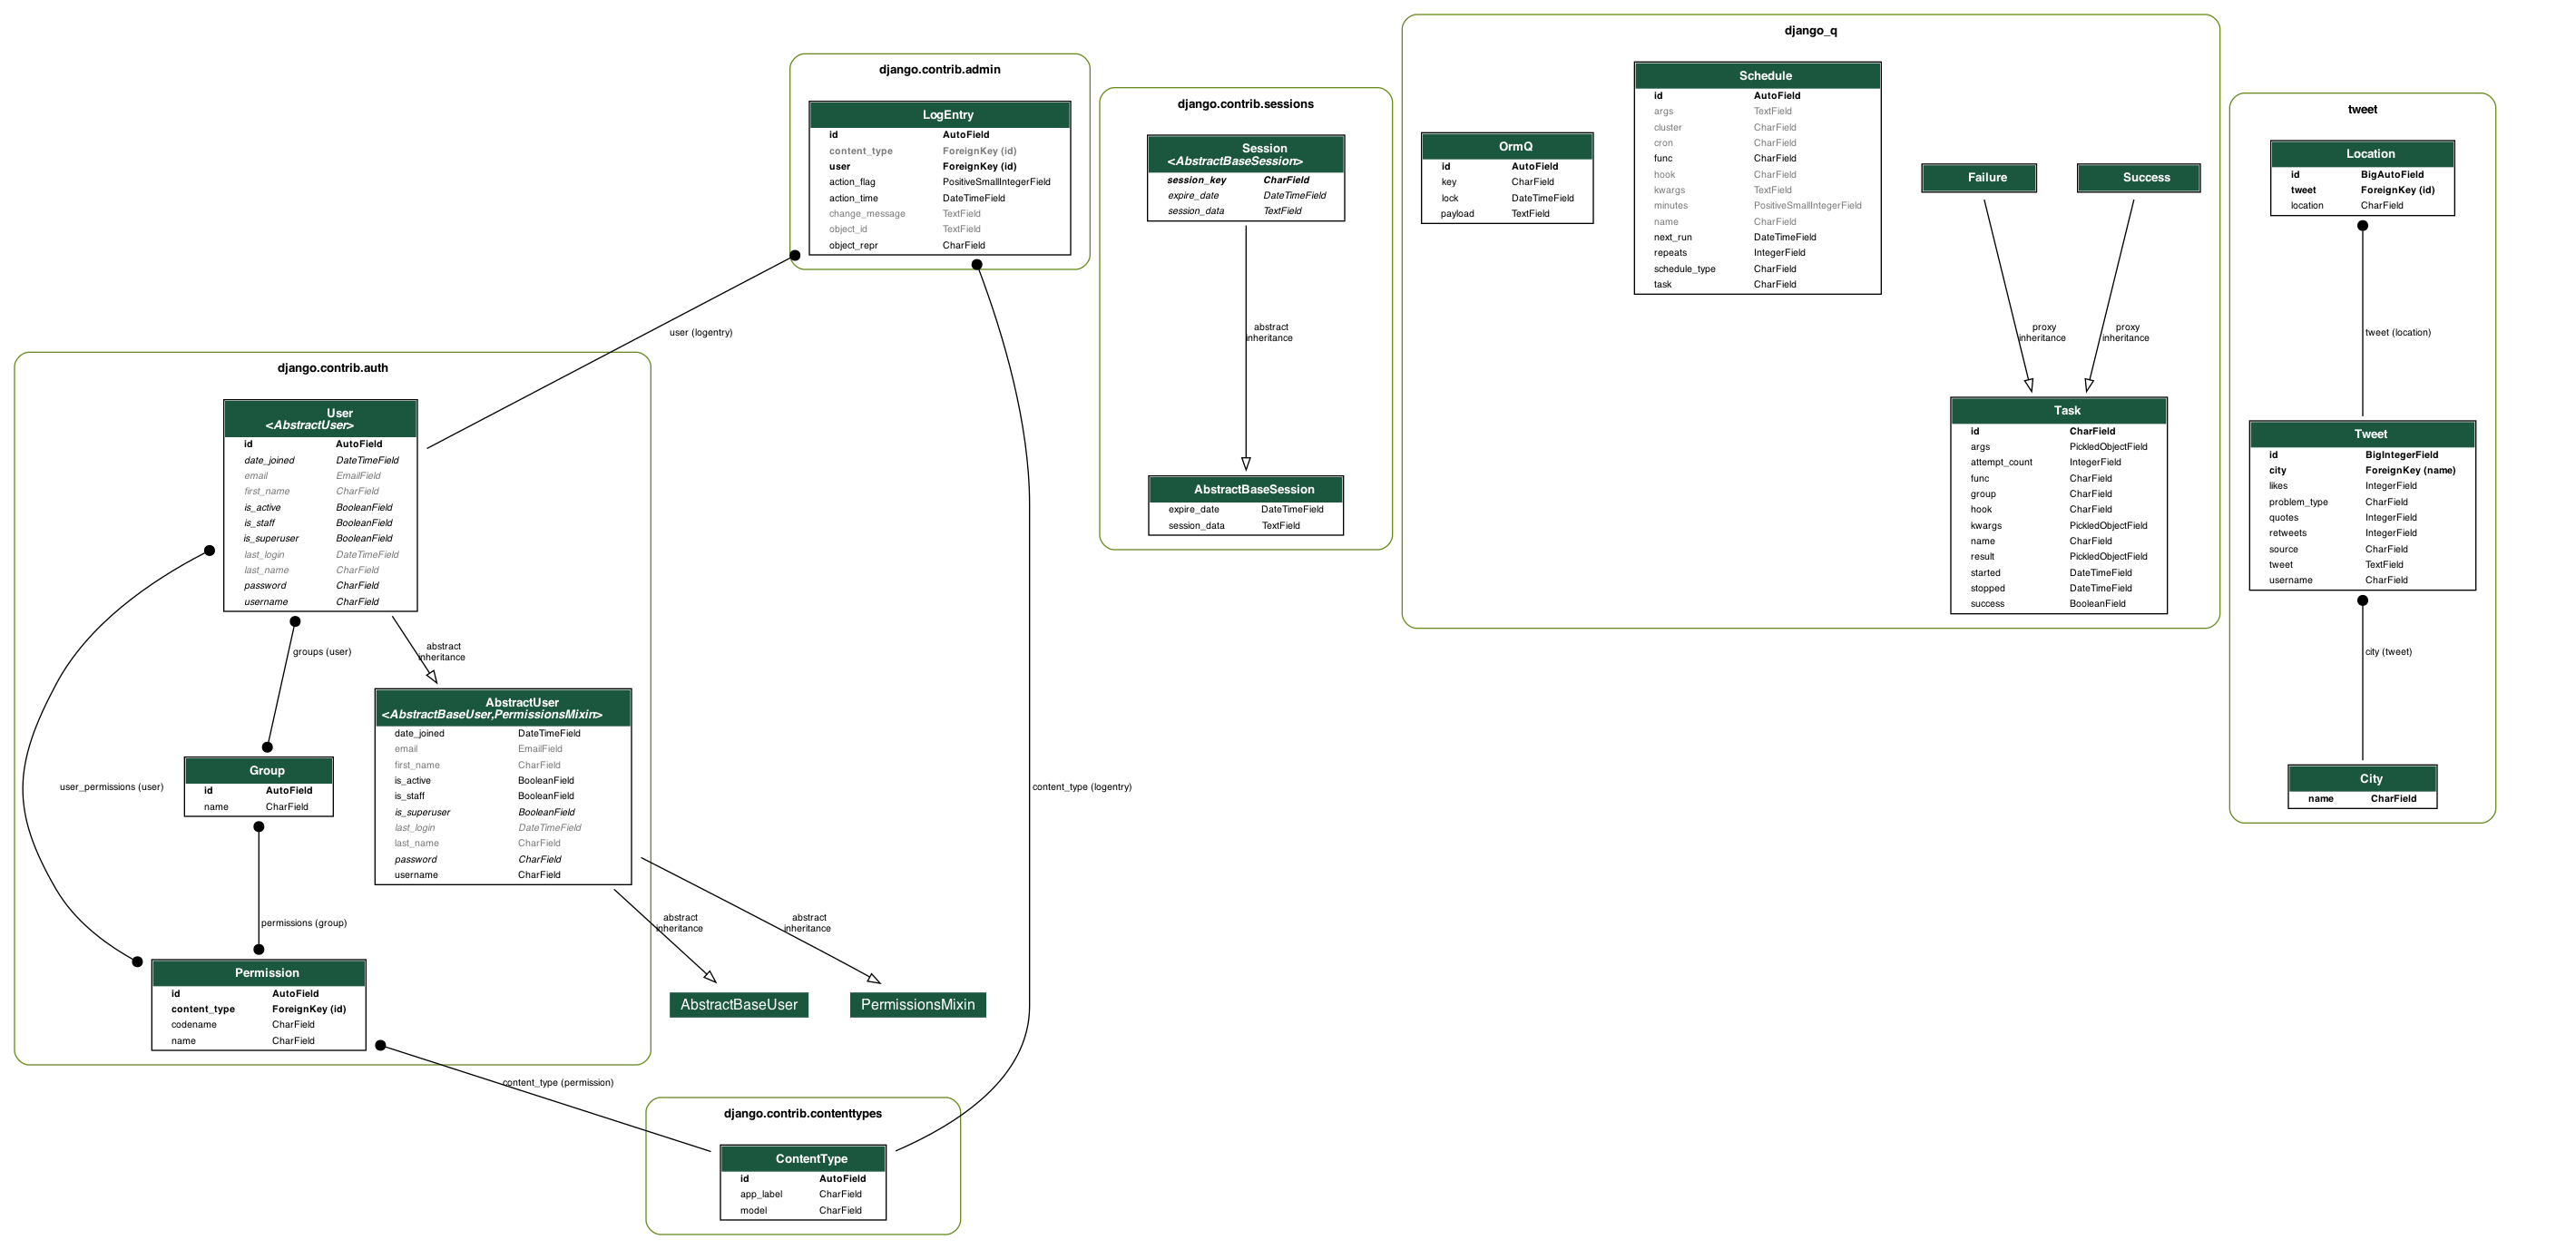 django_q
Schedule
id AutoField
args TextField
cluster CharField
cron CharField
func CharField
hook CharField
kwargs TextField
minutes PositiveSmallIntegerField
name CharField
next_run DateTimeField
repeats IntegerField
schedule_type CharField
task CharField
OrmQ
id AutoField
key CharField
lock DateTimeField
payload TextField
Failure
Success
proxy
inheritance
proxy
inheritance
Task
id CharField
args PickledObjectField
attempt_count IntegerField
func CharField
group CharField
hook CharField
kwargs PickledObjectField
name CharField
result PickledObjectField
started DateTimeField
stopped DateTimeField
success BooleanField
django.contrib.admin
LogEntry
id AutoField
content_type ForeignKey (id)
user ForeignKey (id)
action_flag PositiveSmallIntegerField
action_time DateTimeField
change_message TextField
object_id TextField
object_repr CharField
user (logentry)
content_type (logentry)
django.contrib.sessions
Session
<AbstractBaseSession>
session_key CharField
expire_date DateTimeField
session_data TextField
abstract
inheritance
AbstractBaseSession
expire_date DateTimeField
session_data TextField
tweet
Location
id BigAutoField
tweet ForeignKey (id)
location CharField
tweet (location)
Tweet
id BigIntegerField
city ForeignKey (name)
likes IntegerField
problem_type CharField
quotes IntegerField
retweets IntegerField
source CharField
tweet TextField
username CharField
city (tweet)
City
name CharField
django.contrib.auth
User
<AbstractUser>
id AutoField
date_joined DateTimeField
email EmailField
first_name CharField
is_active BooleanField
is_staff BooleanField
is_superuser BooleanField
last_login DateTimeField
last_name CharField
password CharField
username CharField
groups (user)
abstract
inheritance
user_permissions (user)
Group
id AutoField
name CharField
AbstractUser
<AbstractBaseUser,PermissionsMixin>
date_joined DateTimeField
email EmailField
first_name CharField
is_active BooleanField
is_staff BooleanField
is_superuser BooleanField
last_login DateTimeField
last_name CharField
password CharField
username CharField
permissions (group)
abstract
inheritance
abstract
inheritance
Permission
id AutoField
content_type ForeignKey (id)
codename CharField
name CharField
AbstractBaseUser
PermissionsMixin
content_type (permission)
django.contrib.contenttypes
ContentType
id AutoField
app_label CharField
model CharField